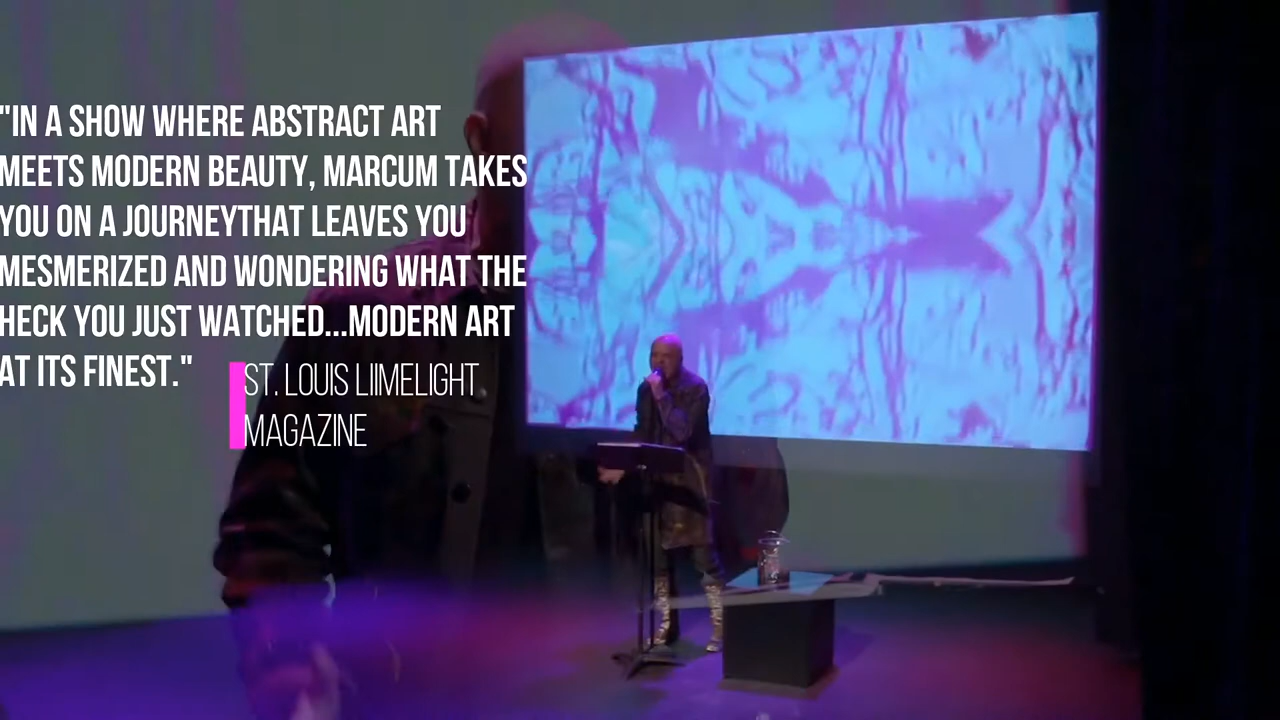 "IN A SHOW WHERE ABSTRACT ART
MEETS MODERN BEAUTY, MARCUM TAKES
YOU ON A JOURNEYTHAT LEAVES YOU
MESMERIZED AND WONDERING WHAT THE
HECK YOU JUST WATCHED...MODERN ART
AT ITS FINEST."
ST. LOUIS LIIMELIGHT
MAGAZINE